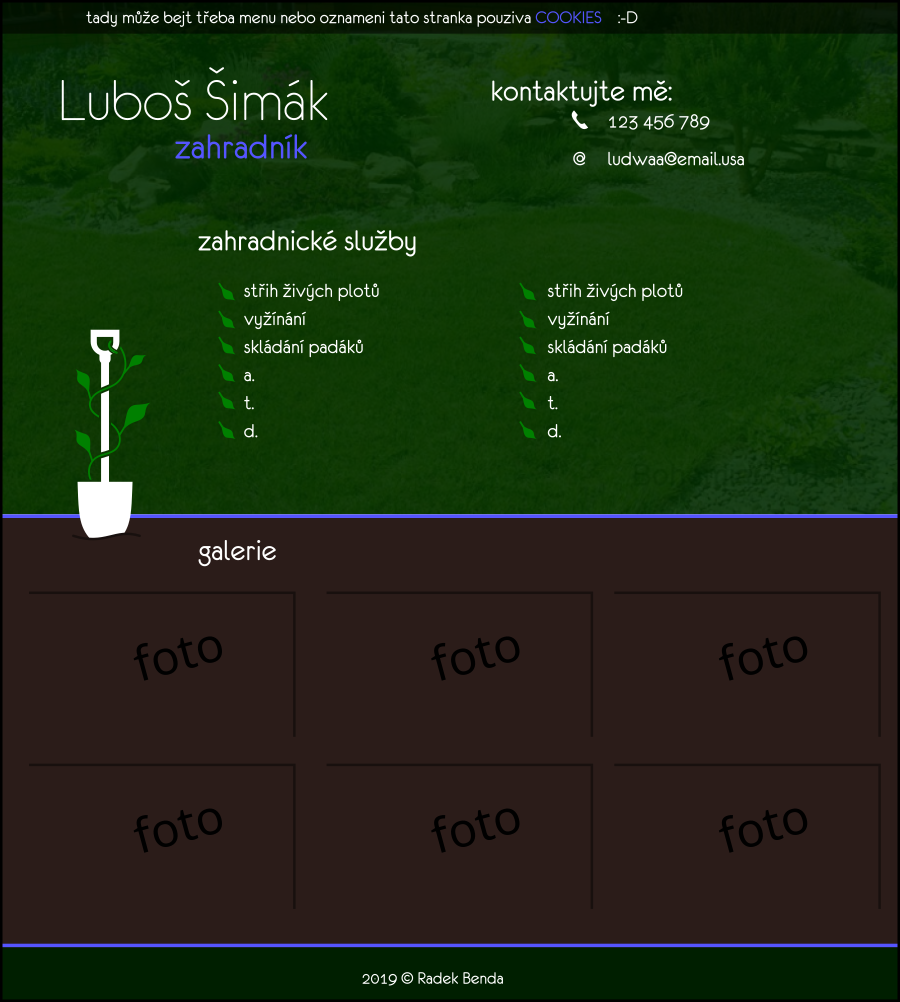 tady může bejt třeba menu nebo oznameni tato stranka pouziva COOKIES :-D
Luboš Šimák
zahradník
kontaktujte mě:
123 456 789
@ ludwaa@email.usa
zahradnické služby
střih živých plotů
vyžínání
skládání padáků
a.
t.
d.
střih živých plotů
vyžínání
skládání padáků
a.
t.
d.
galerie
foto
foto
foto
foto
foto
foto
2019 © Radek Benda